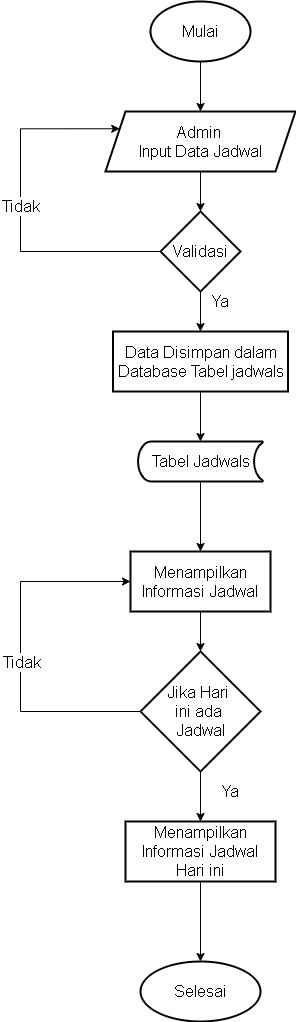 Mulai
Admin
Input Data Jadwal
Tidak
Validasi
Ya
Data Disimpan dalam
Database Tabel jadwals
Tabel Jadwals
Menampilkan
Informasi Jadwal
Tidak
Jika Hari
ini ada
Jadwal
Ya
Menampilkan
Informasi Jadwal
Hari ini
Selesai